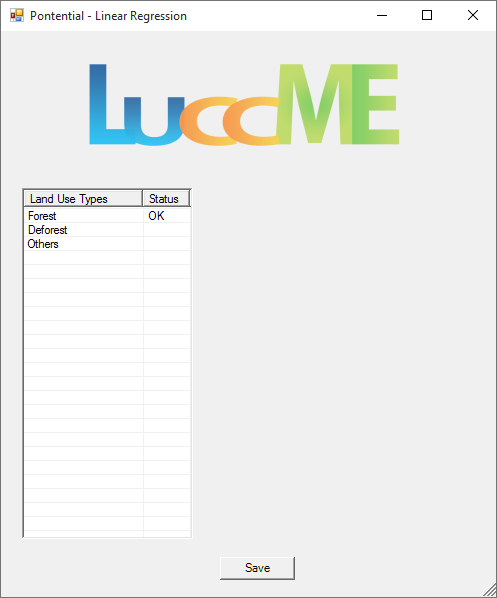 Pontential - Linear Regression
LuccME
Land Use Types Status
Forest OK
Deforest
Others
Save